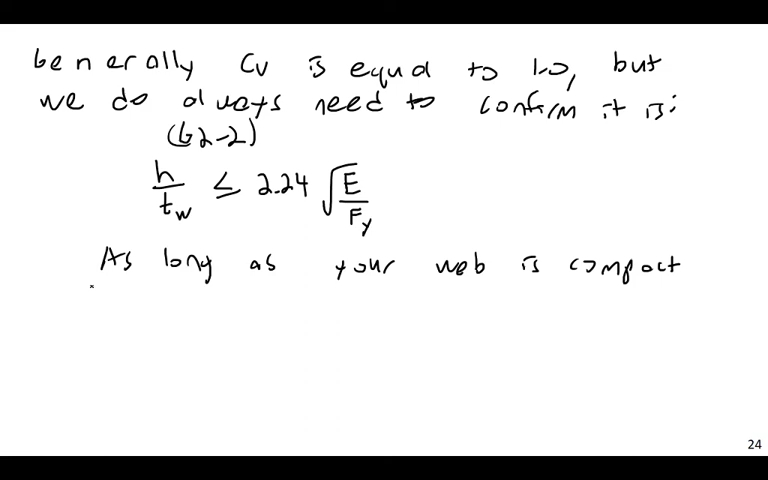 Generally Cv is equal to 1.0, but
we do always need to confirm it is:
(G2-2)
h/tw ≤ 2.24 √(E/Fy)
As long as your web is compact
24